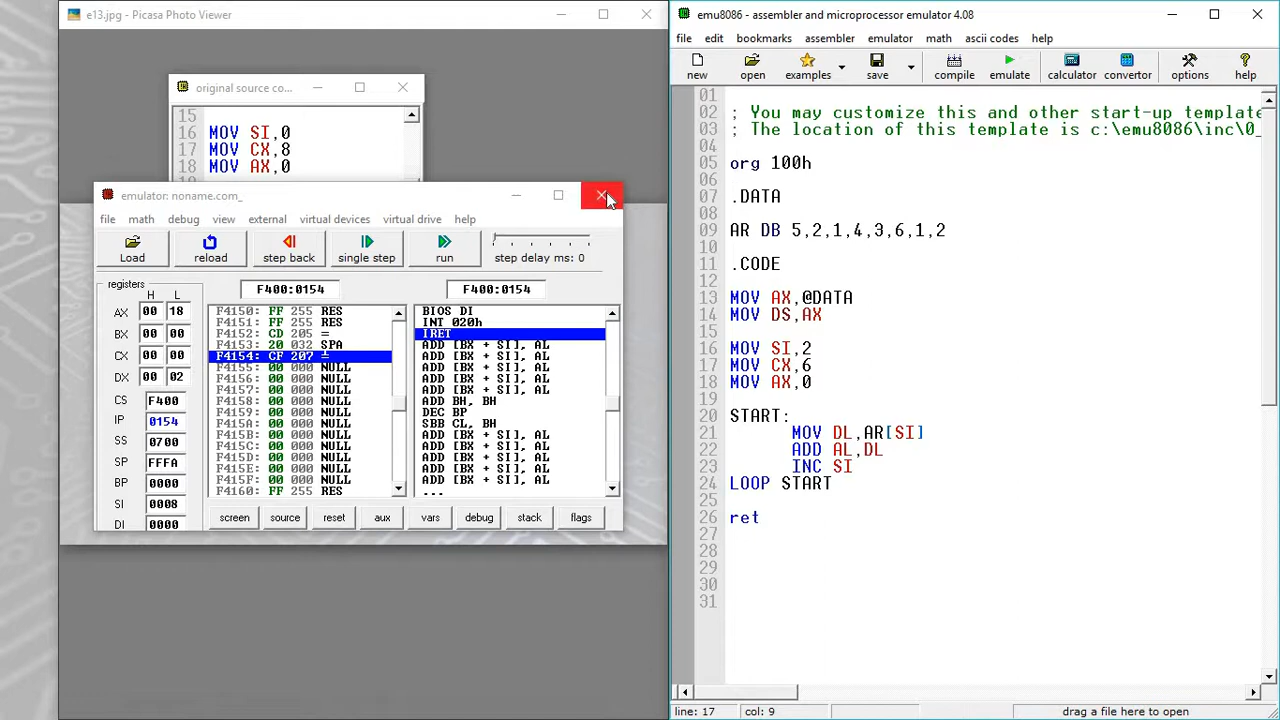 e13.jpg - Picasa Photo Viewer
original source co...
15
16 MOV SI,0
17 MOV CX,8
18 MOV AX,0
emulator: noname.com_
file math debug view external virtual devices virtual drive help
Load reload step back single step run step delay ms: 0
registers
H L
AX 00 18
BX 00 00
CX 00 00
DX 00 02
CS F400
IP 0154
SS 0700
SP FFFA
BP 0000
SI 0008
DI 0000
F400:0154
F4150: FF 255 RES
F4151: FF 255 RES
F4152: CD 205 =
F4153: 20 032 SPA
F4154: CF 207 ╧
F4155: 00 000 NULL
F4156: 00 000 NULL
F4157: 00 000 NULL
F4158: 00 000 NULL
F4159: 00 000 NULL
F415A: 00 000 NULL
F415B: 00 000 NULL
F415C: 00 000 NULL
F415D: 00 000 NULL
F415E: 00 000 NULL
F415F: 00 000 NULL
F4160: FF 255 RES
F400:0154
BIOS DI
INT 020h
IRET
ADD [BX + SI], AL
ADD [BX + SI], AL
ADD [BX + SI], AL
ADD [BX + SI], AL
ADD [BX + SI], AL
ADD BH, BH
DEC BP
SBB CL, BH
ADD [BX + SI], AL
ADD [BX + SI], AL
ADD [BX + SI], AL
ADD [BX + SI], AL
ADD [BX + SI], AL
...
screen source reset aux vars debug stack flags
emu8086 - assembler and microprocessor emulator 4.08
file edit bookmarks assembler emulator math ascii codes help
new open examples save compile emulate calculator convertor options help
01
02 ; You may customize this and other start-up template
03 ; The location of this template is c:\emu8086\inc\0_
04
05 org 100h
06
07 .DATA
08
09 AR DB 5,2,1,4,3,6,1,2
10
11 .CODE
12
13 MOV AX,@DATA
14 MOV DS,AX
15
16 MOV SI,2
17 MOV CX,6
18 MOV AX,0
19
20 START:
21 MOV DL,AR[SI]
22 ADD AL,DL
23 INC SI
24 LOOP START
25
26 ret
27
28
29
30
31
line: 17 col: 9 drag a file here to open